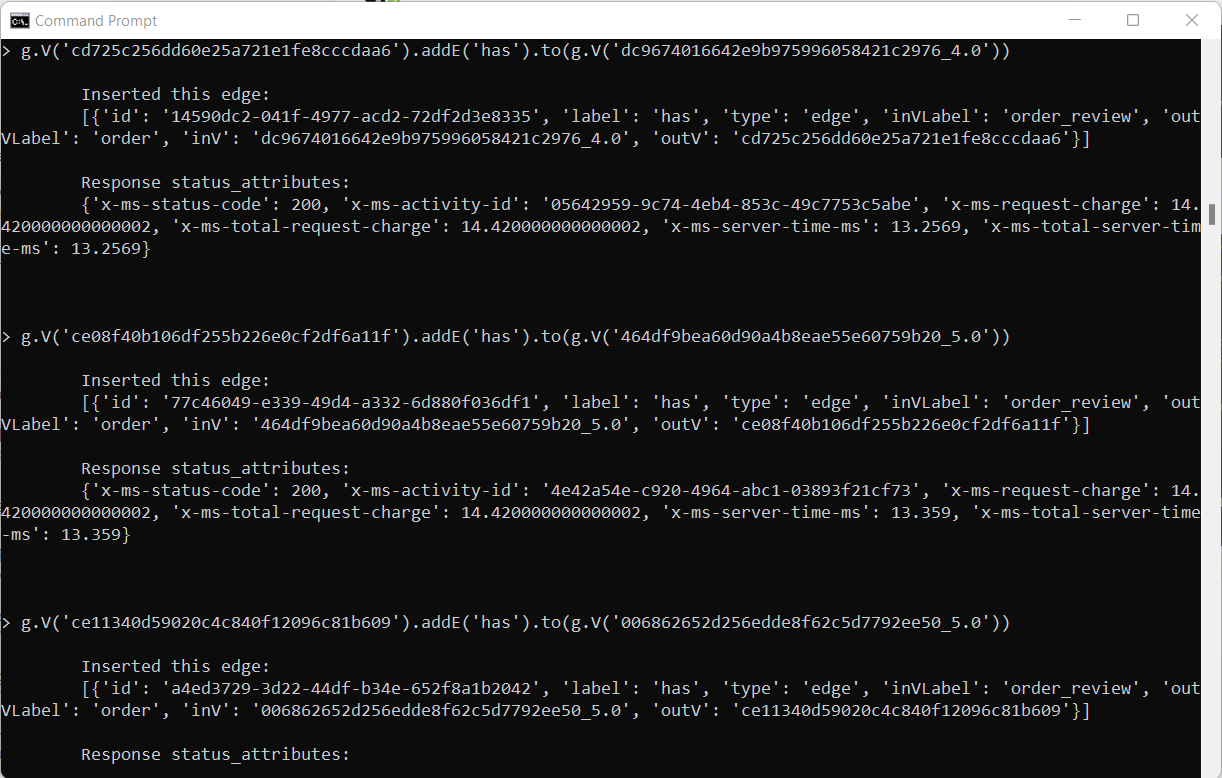 Command Prompt
> g.V('cd725c256dd60e25a721e1fe8cccdaa6').addE('has').to(g.V('dc9674016642e9b975996058421c2976_4.0'))
Inserted this edge:
[{'id': '14590dc2-041f-4977-acd2-72df2d3e8335', 'label': 'has', 'type': 'edge', 'inVLabel': 'order_review', 'out
VLabel': 'order', 'inV': 'dc9674016642e9b975996058421c2976_4.0', 'outV': 'cd725c256dd60e25a721e1fe8cccdaa6'}]
Response status_attributes:
{'x-ms-status-code': 200, 'x-ms-activity-id': '05642959-9c74-4eb4-853c-49c7753c5abe', 'x-ms-request-charge': 14.
420000000000002, 'x-ms-total-request-charge': 14.420000000000002, 'x-ms-server-time-ms': 13.2569, 'x-ms-total-server-tim
e-ms': 13.2569}
> g.V('ce08f40b106df255b226e0cf2df6a11f').addE('has').to(g.V('464df9bea60d90a4b8eae55e60759b20_5.0'))
Inserted this edge:
[{'id': '77c46049-e339-49d4-a332-6d880f036df1', 'label': 'has', 'type': 'edge', 'inVLabel': 'order_review', 'out
VLabel': 'order', 'inV': '464df9bea60d90a4b8eae55e60759b20_5.0', 'outV': 'ce08f40b106df255b226e0cf2df6a11f'}]
Response status_attributes:
{'x-ms-status-code': 200, 'x-ms-activity-id': '4e42a54e-c920-4964-abc1-03893f21cf73', 'x-ms-request-charge': 14.
420000000000002, 'x-ms-total-request-charge': 14.420000000000002, 'x-ms-server-time-ms': 13.359, 'x-ms-total-server-time
-ms': 13.359}
> g.V('ce11340d59020c4c840f12096c81b609').addE('has').to(g.V('006862652d256edde8f62c5d7792ee50_5.0'))
Inserted this edge:
[{'id': 'a4ed3729-3d22-44df-b34e-652f8a1b2042', 'label': 'has', 'type': 'edge', 'inVLabel': 'order_review', 'out
VLabel': 'order', 'inV': '006862652d256edde8f62c5d7792ee50_5.0', 'outV': 'ce11340d59020c4c840f12096c81b609'}]
Response status_attributes: